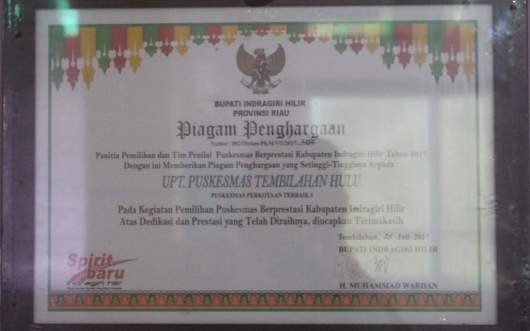 BUPATI INDRAGIRI HILIR
PROVINSI RIAU
Piagam Penghargaan
Panitia Pemilihan dan Tim Penilai Puskesmas Berprestasi Kabupaten Indragiri Hilir Tahun 2017
Dengan ini Memberikan Piagam Penghargaan yang Setinggi-Tingginya Kepada :
UPT. PUSKESMAS TEMBILAHAN HULU
PUSKESMAS PERKOTAAN TERBAIK I
Pada Kegiatan Pemilihan Puskesmas Berprestasi Kabupaten Indragiri Hilir
Atas Dedikasi dan Prestasi yang Telah Diraihnya, diucapkan Terimakasih
Tembilahan, Juli 2017
BUPATI INDRAGIRI HILIR
Spirit
baru
H. MUHAMMAD WARDAN